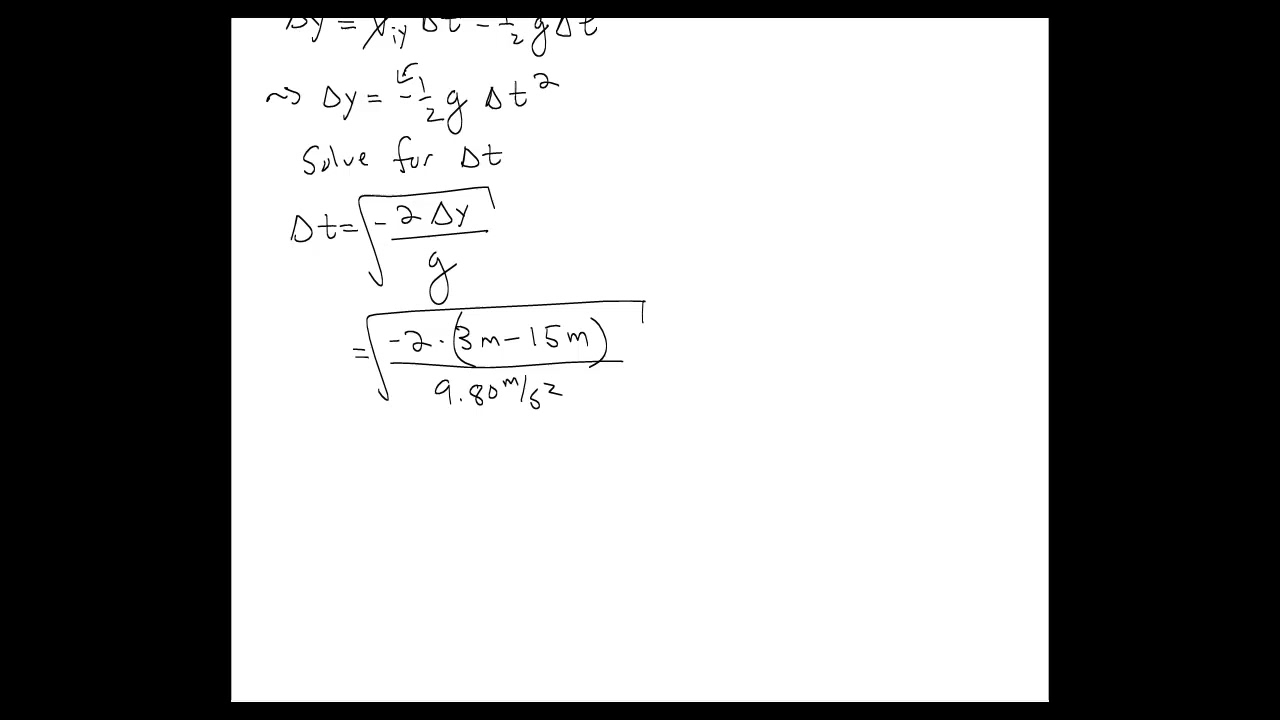 Δy = v_iy Δt - 1/2 g Δt
~> Δy = -1/2 g Δt²
Solve for Δt
Δt = √(-2Δy/g)
= √(-2·(3m-15m)/9.80 m/s²)